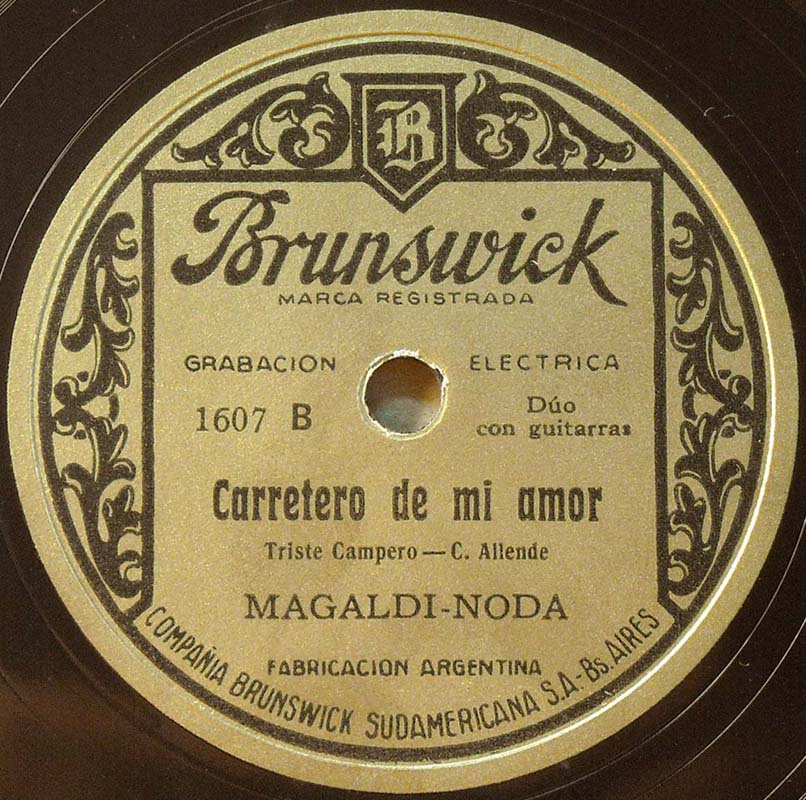 B
Brunswick
MARCA REGISTRADA
GRABACION ELECTRICA
1607 B
Dúo
con guitarras
Carretero de mi amor
Triste Campero — C. Allende
MAGALDI-NODA
FABRICACION ARGENTINA
COMPAÑIA BRUNSWICK SUDAMERICANA S.A.-Bs. AIRES